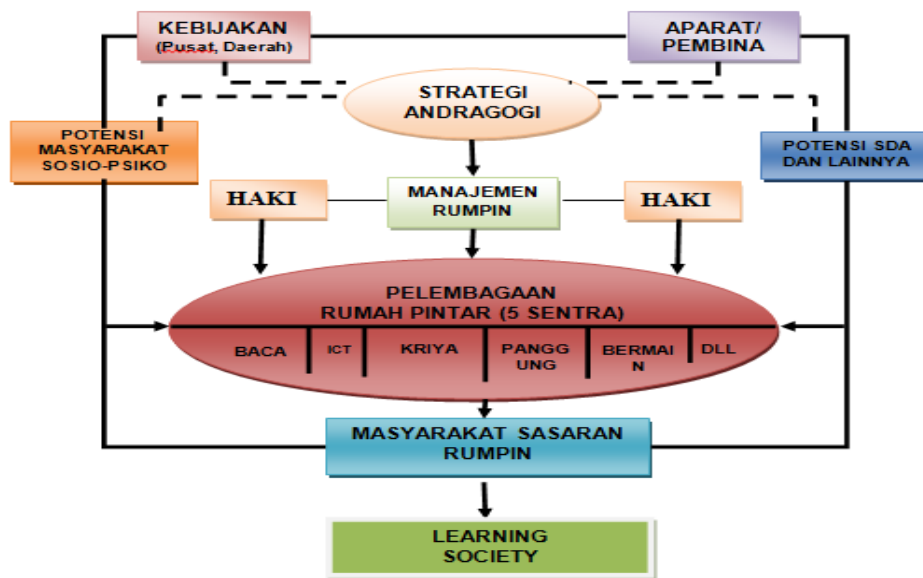 KEBIJAKAN
(Pusat, Daerah)
APARAT/
PEMBINA
STRATEGI
ANDRAGOGI
POTENSI
MASYARAKAT
SOSIO-PSIKO
POTENSI SDA
DAN LAINNYA
HAKI
MANAJEMEN
RUMPIN
HAKI
PELEMBAGAAN
RUMAH PINTAR (5 SENTRA)
BACA
ICT
KRIYA
PANGG
UNG
BERMAI
N
DLL
MASYARAKAT SASARAN
RUMPIN
LEARNING
SOCIETY